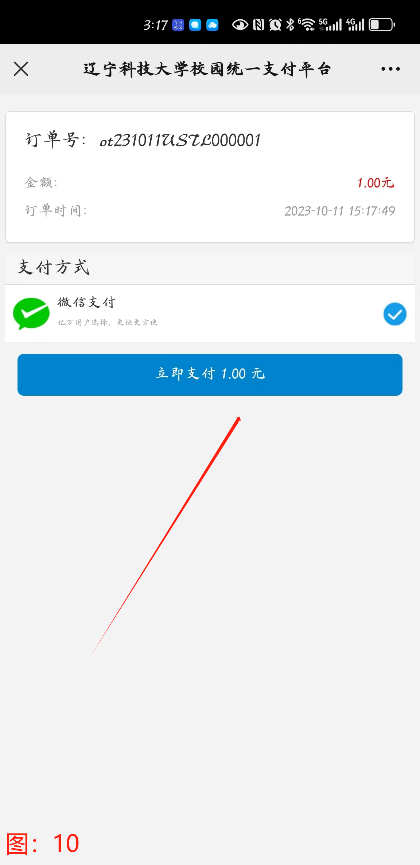 3:17
辽宁科技大学校园统一支付平台
订单号: ot231011USTL000001
金额: 1.00元
订单时间: 2023-10-11 15:17:49
支付方式
微信支付
亿万用户选择，更快更方便
立即支付 1.00 元
图：10